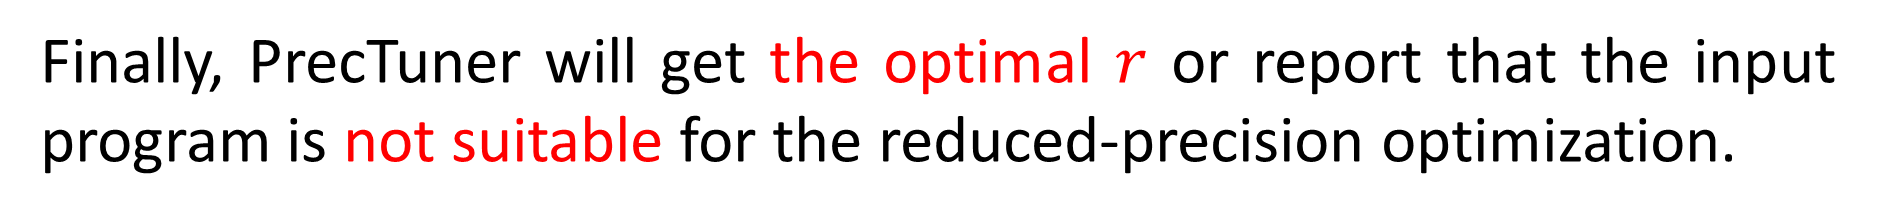 Finally, PrecTuner will get the optimal r or report that the input
program is not suitable for the reduced-precision optimization.